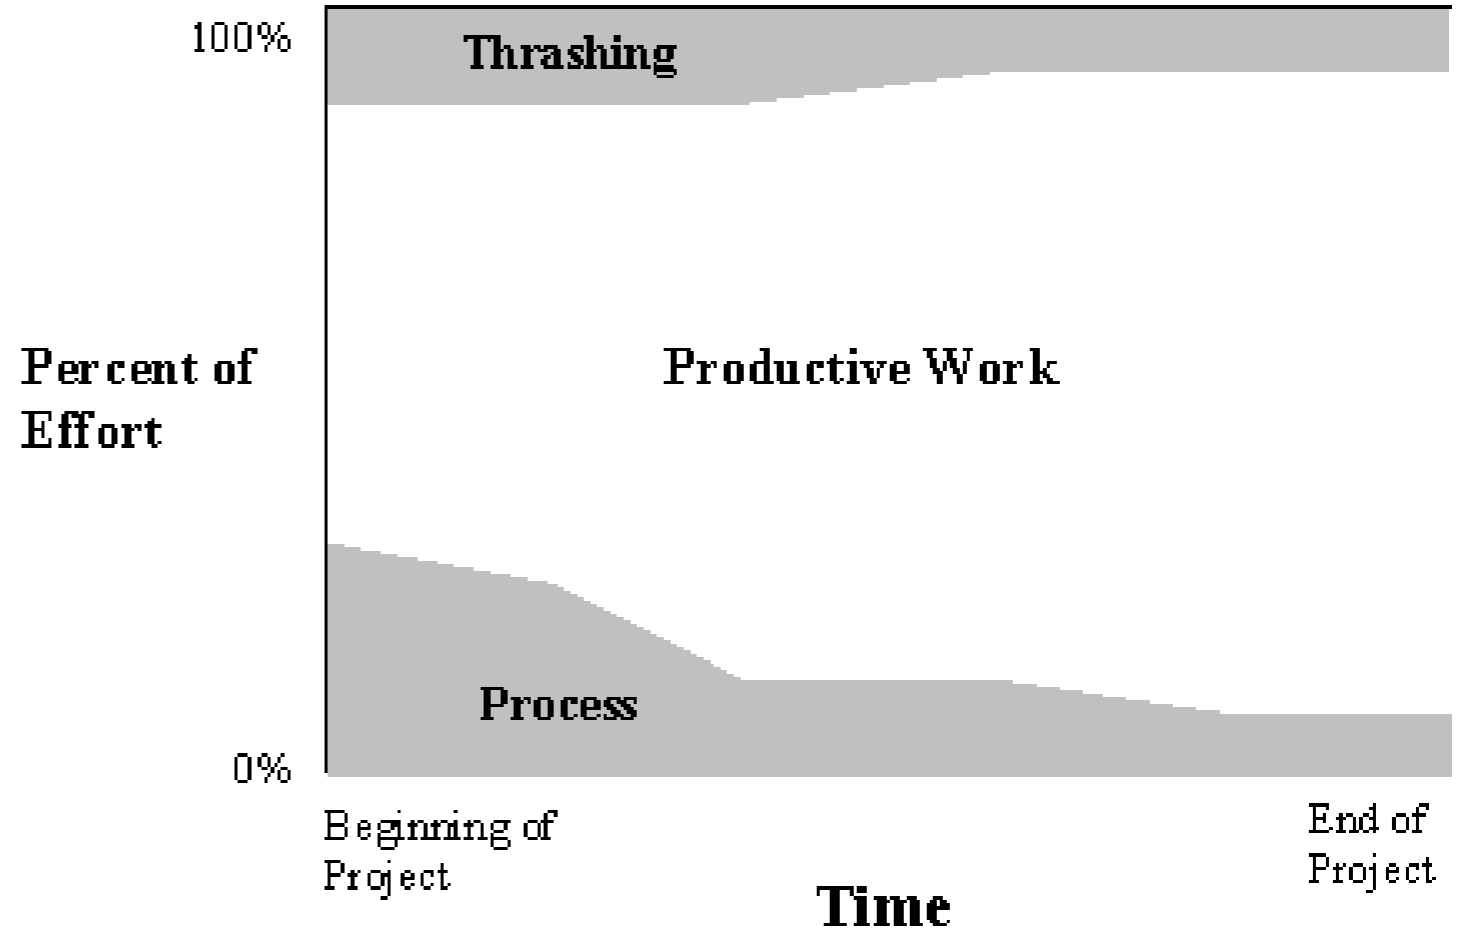 100%
Thrashing
Percent of
Effort
Productive Work
Process
0%
Beginning of
Project
End of
Project
Time